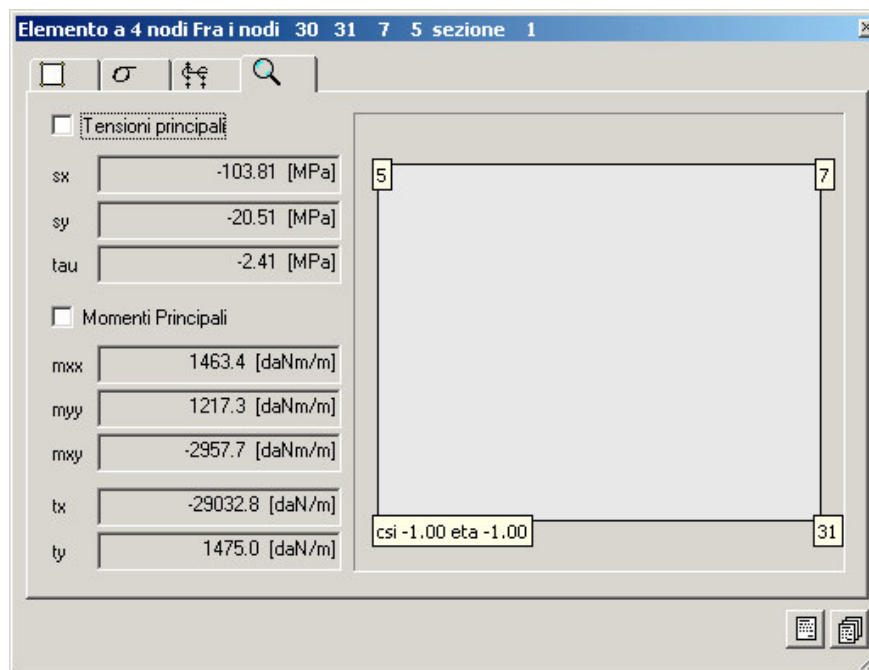 Elemento a 4 nodi Fra i nodi 30 31 7 5 sezione 1
σ
Tensioni principali
sx -103.81 [MPa]
sy -20.51 [MPa]
tau -2.41 [MPa]
Momenti Principali
mxx 1463.4 [daNm/m]
myy 1217.3 [daNm/m]
mxy -2957.7 [daNm/m]
tx -29032.8 [daN/m]
ty 1475.0 [daN/m]
5 7
csi -1.00 eta -1.00 31